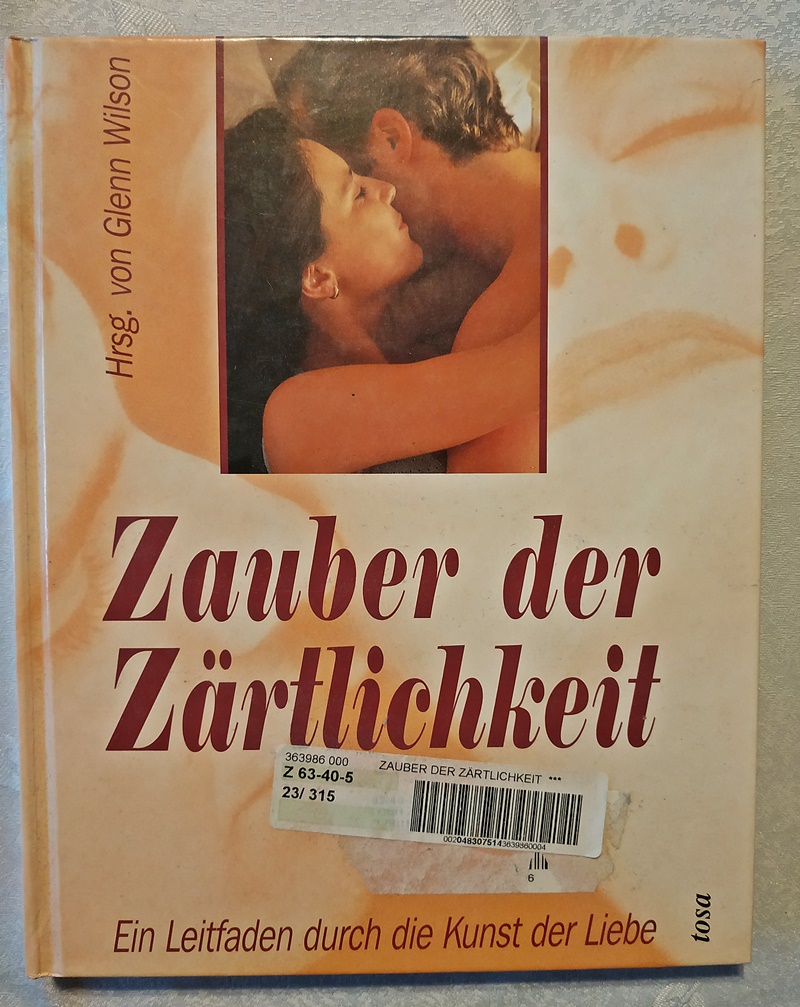 Hrsg. von Glenn Wilson
Zauber der
Zärtlichkeit
363986 000 ZAUBER DER ZÄRTLICHKEIT ***
Z 63-40-5
23/ 315
0020483075143639860004
6
Ein Leitfaden durch die Kunst der Liebe
tosa